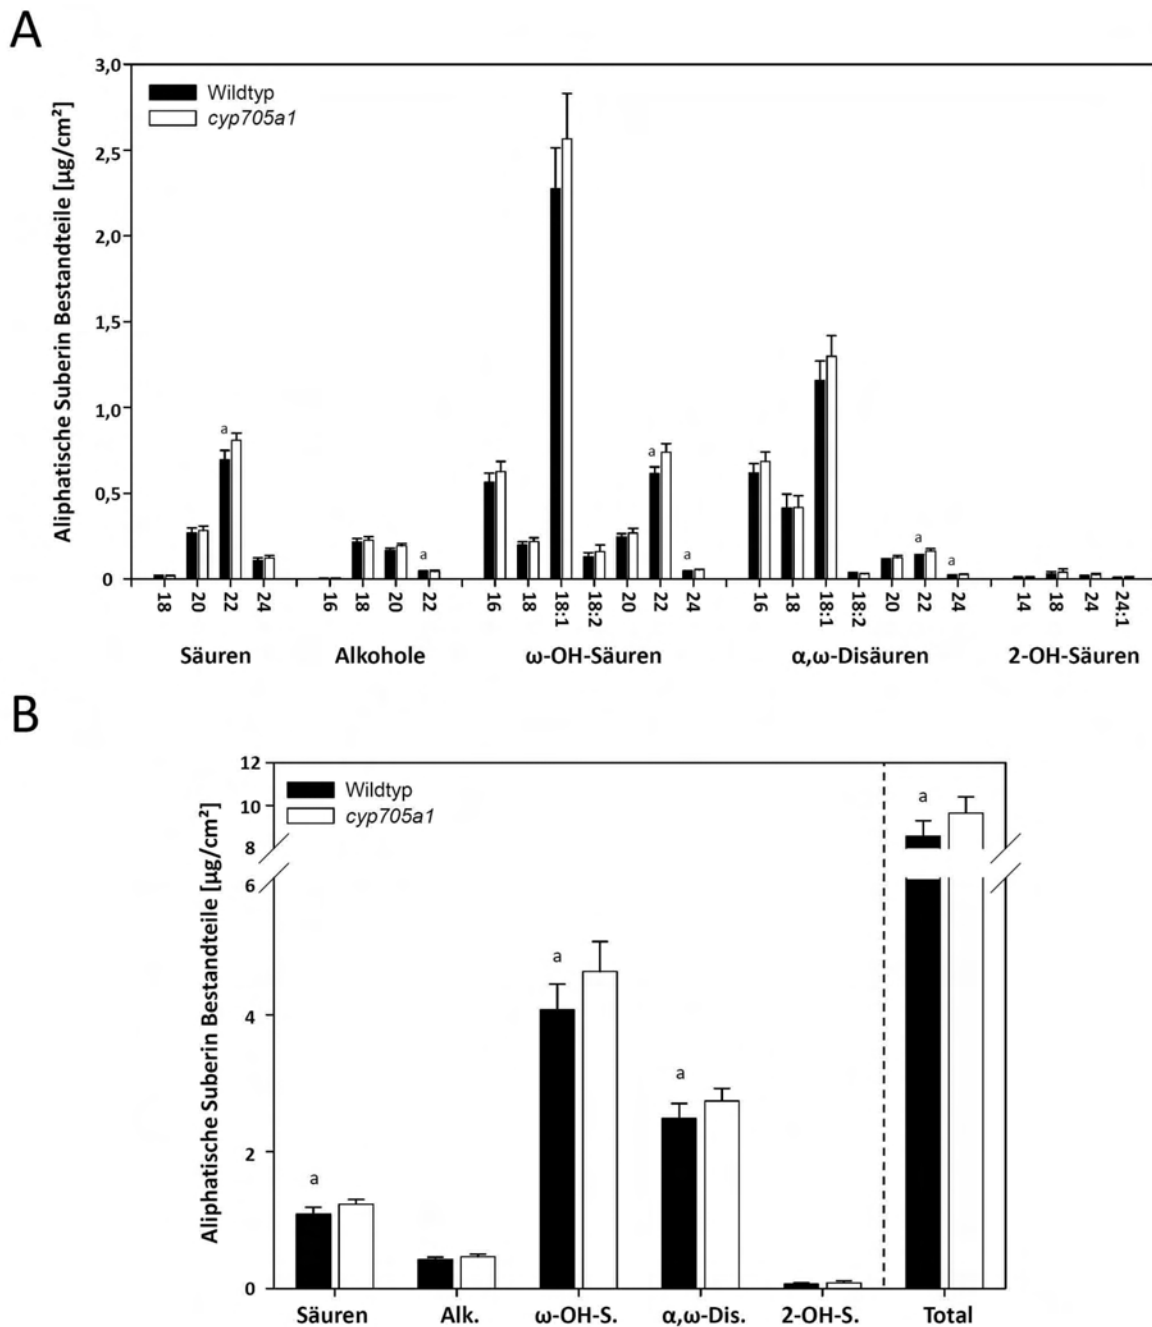 A
Aliphatische Suberin Bestandteile [µg/cm²]
3,0
2,5
2,0
1,5
1,0
0,5
0
Wildtyp
cyp705a1
a
a
a
a
a
a
18 20 22 24 16 18 20 22 16 18 18:1 18:2 20 22 24 16 18 18:1 18:2 20 22 24 14 18 24 24:1
Säuren Alkohole ω-OH-Säuren α,ω-Disäuren 2-OH-Säuren
B
Aliphatische Suberin Bestandteile [µg/cm²]
12
10
8
6
4
2
0
Wildtyp
cyp705a1
a
a
a
a
Säuren Alk. ω-OH-S. α,ω-Dis. 2-OH-S. Total